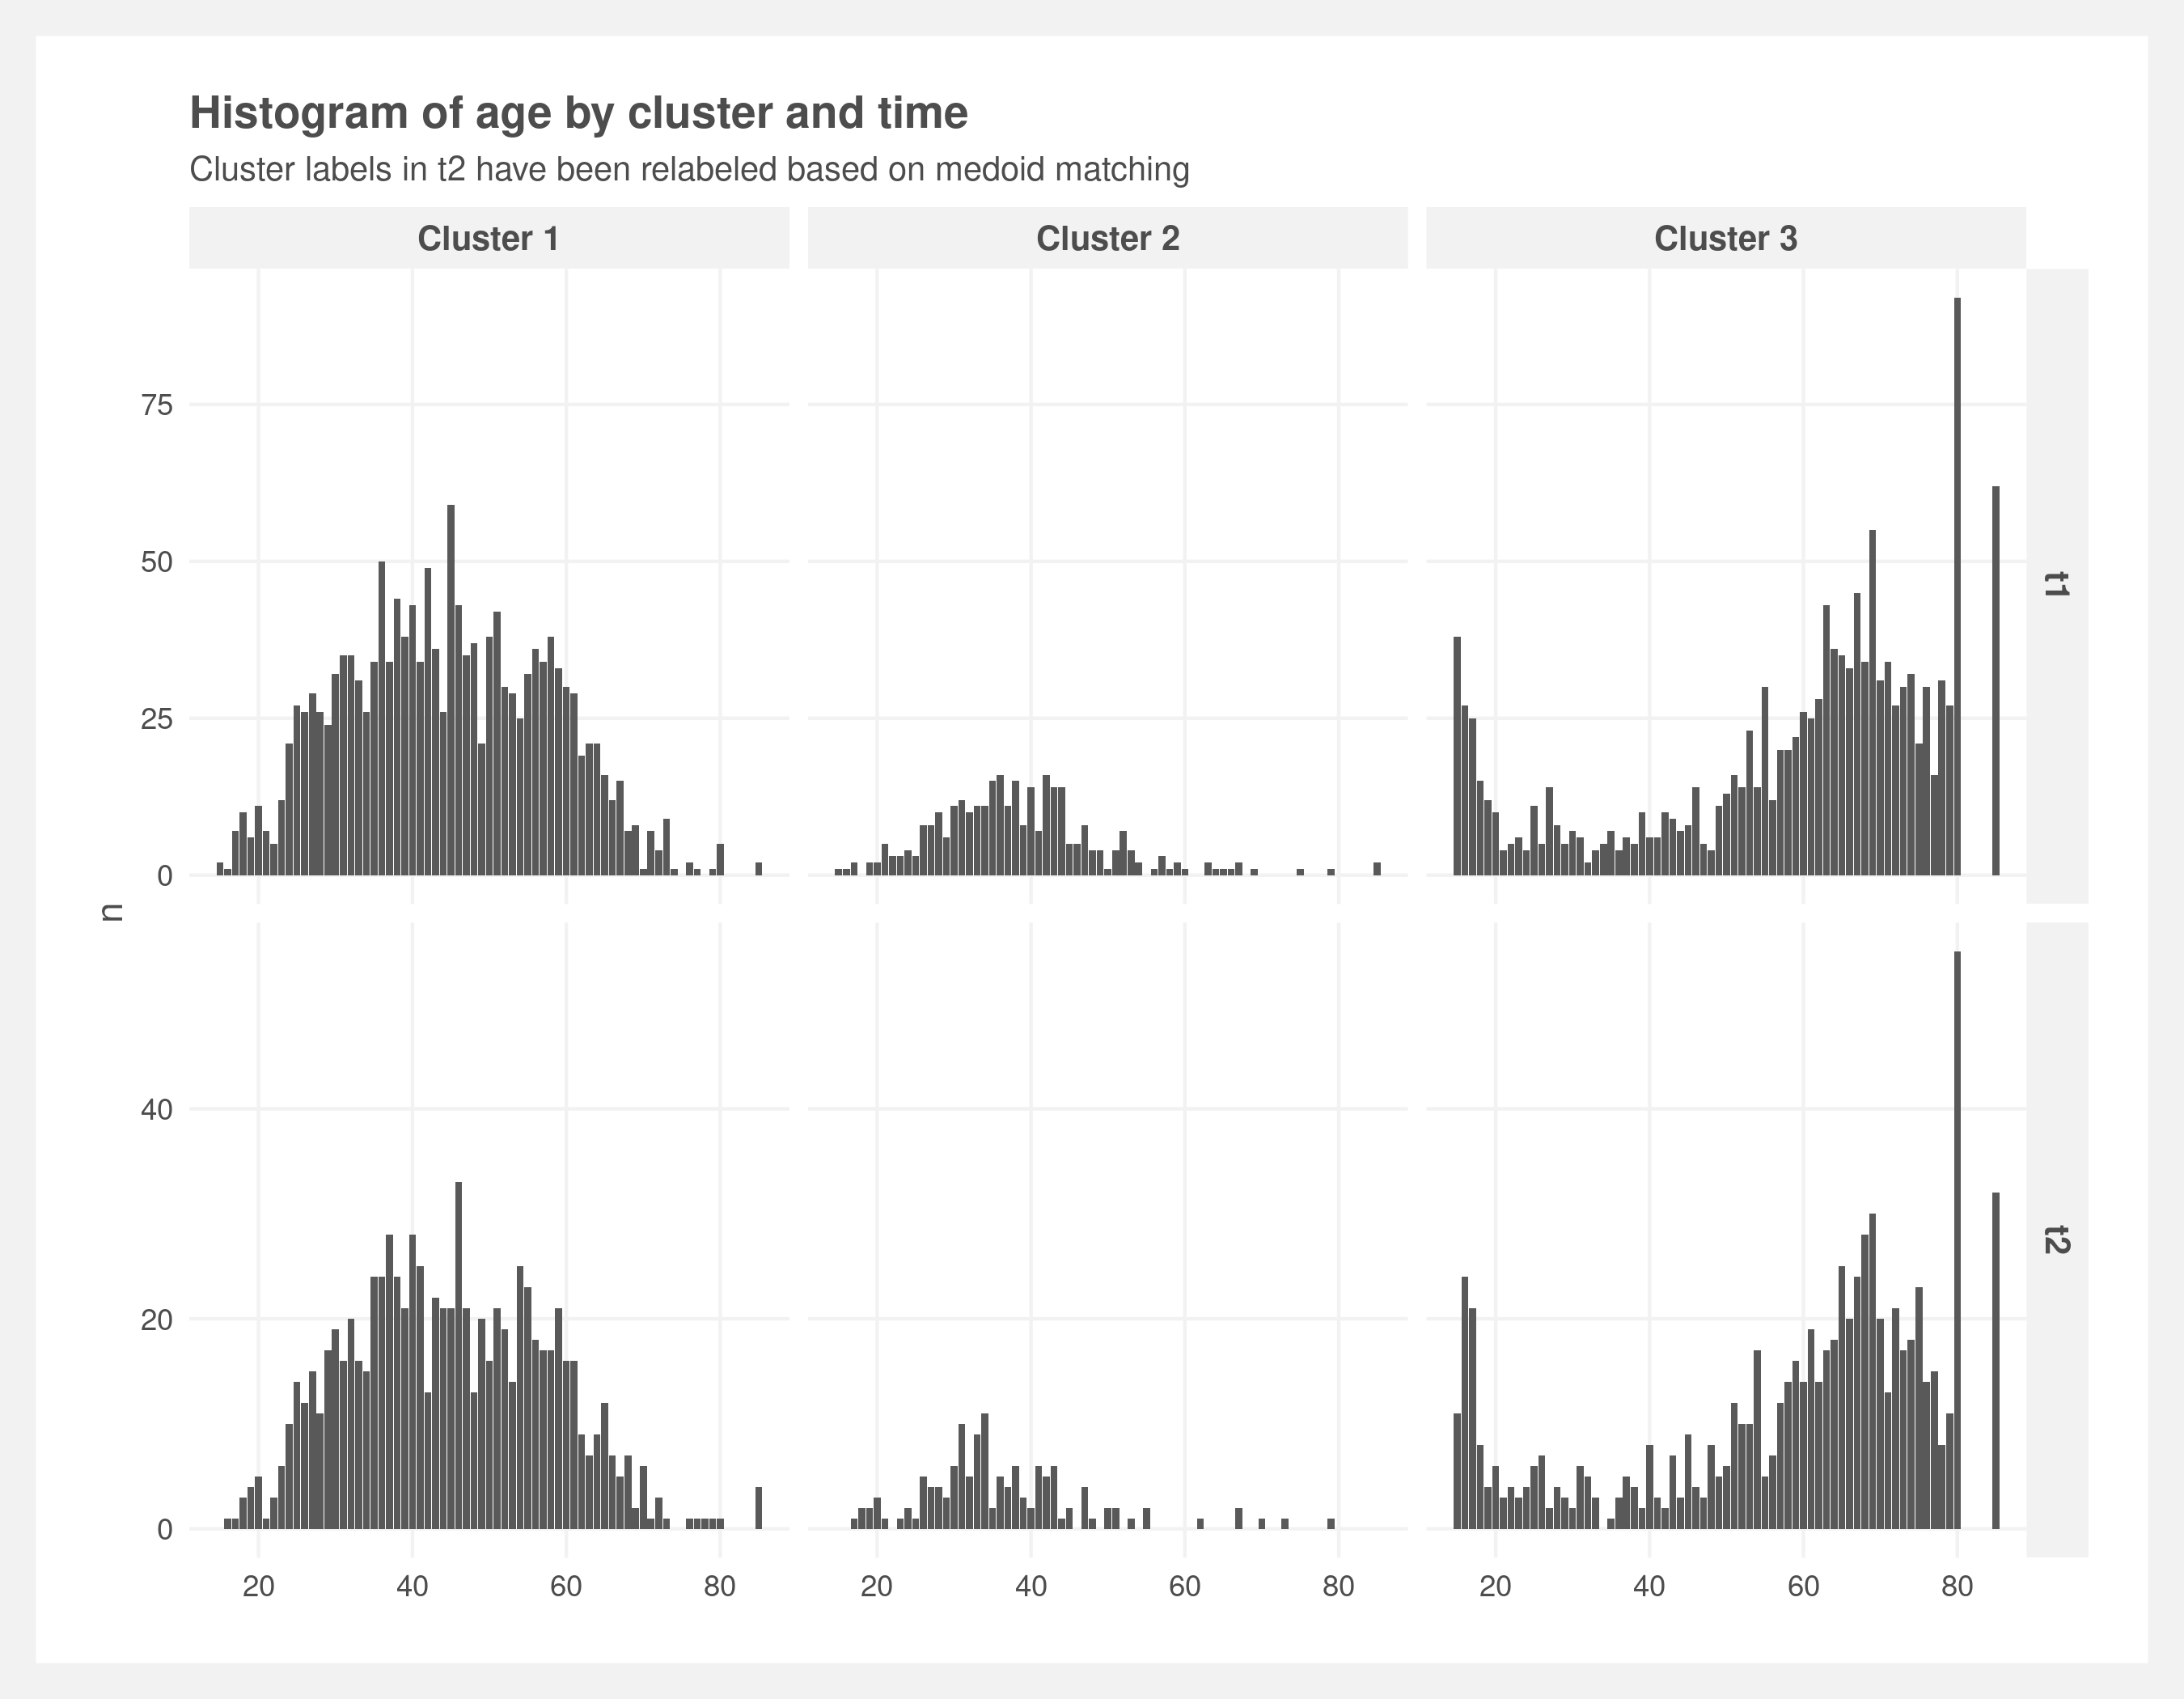 Histogram of age by cluster and time
Cluster labels in t2 have been relabeled based on medoid matching
Cluster 1
Cluster 2
Cluster 3
75
50
25
0
t1
n
40
20
0
t2
20 40 60 80 20 40 60 80 20 40 60 80